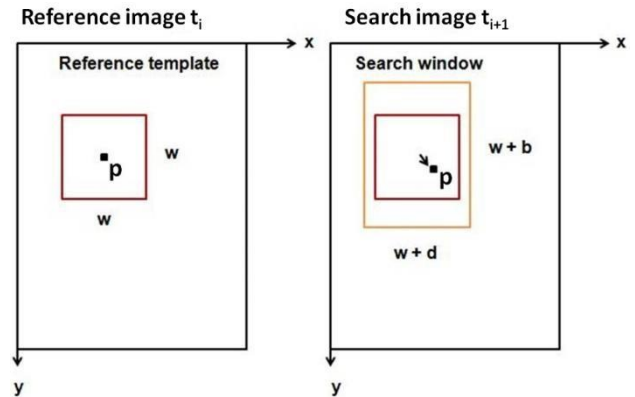 Reference image tᵢ
x
Reference template
w
p
w
y
Search image tᵢ₊₁
x
Search window
w + b
p
w + d
y